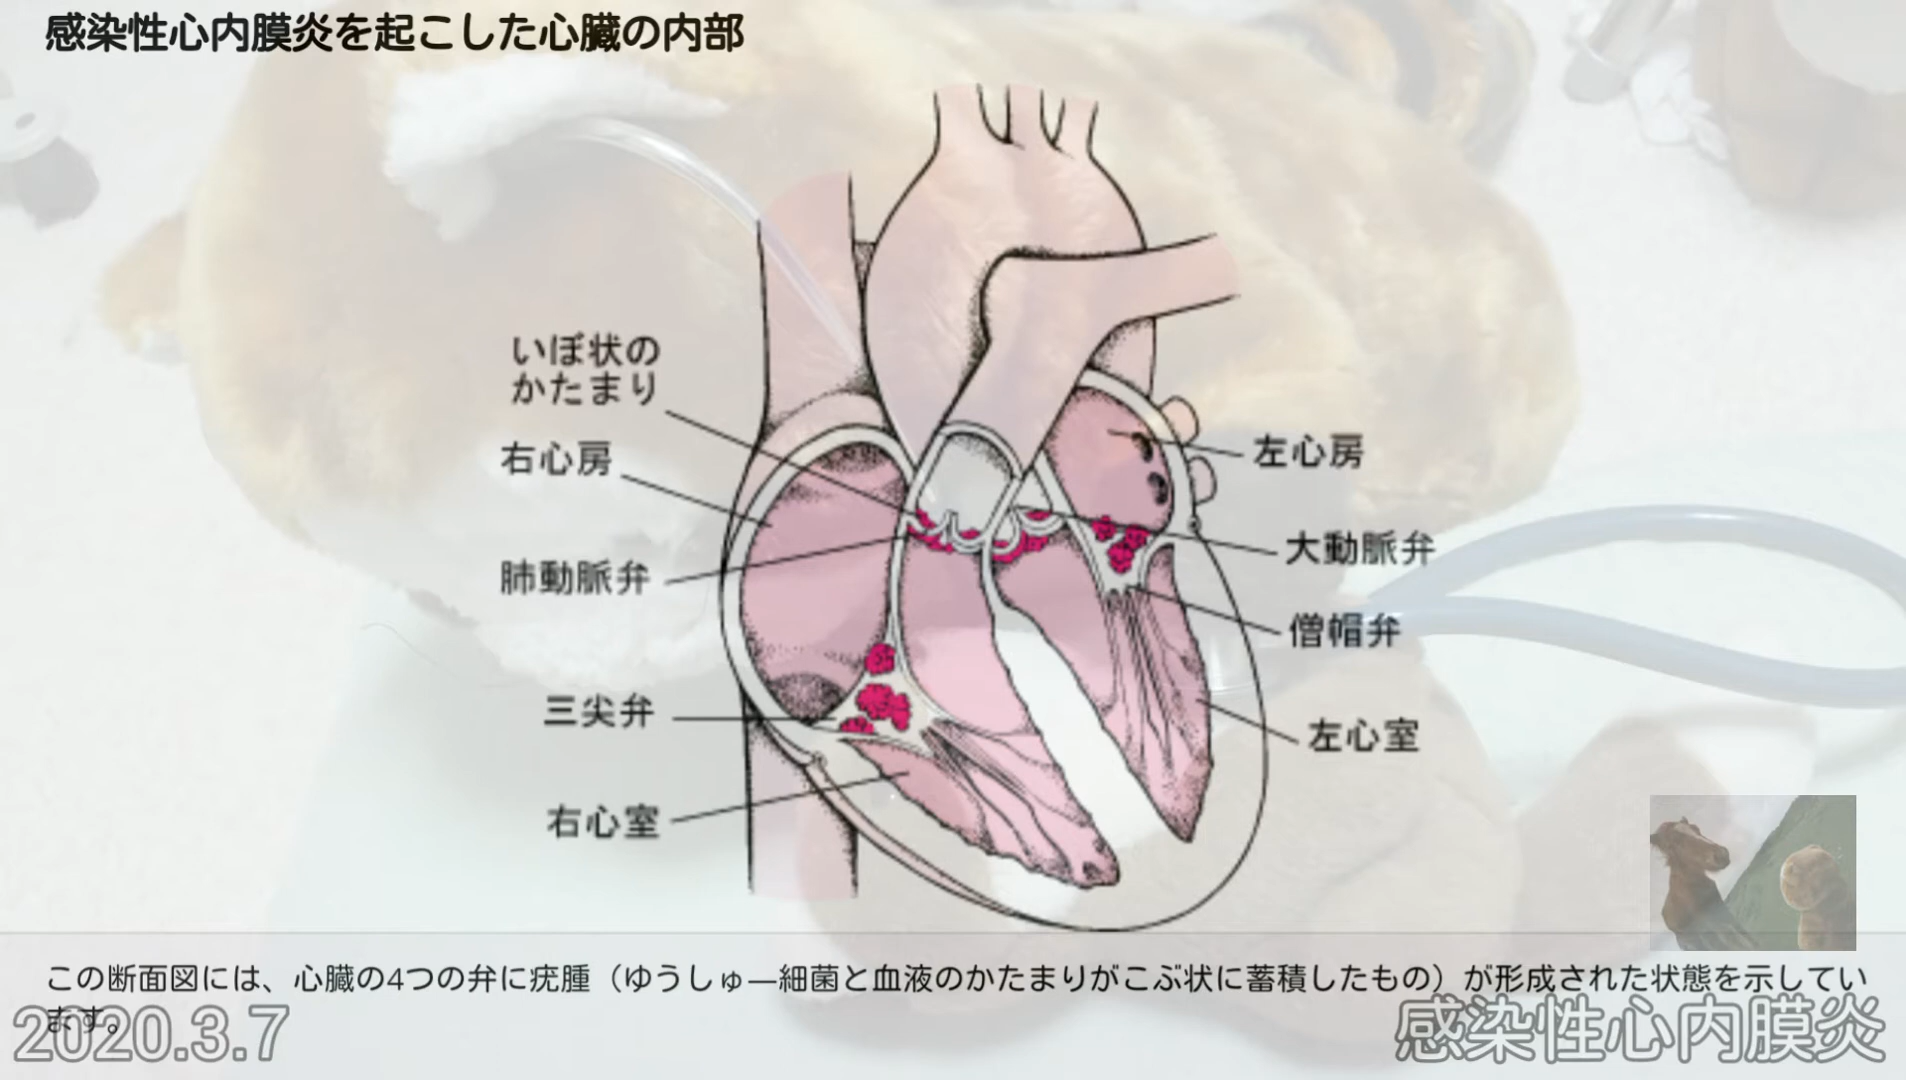 感染性心内膜炎を起こした心臓の内部
いぼ状の
かたまり
右心房
肺動脈弁
三尖弁
右心室
左心房
大動脈弁
僧帽弁
左心室
この断面図には、心臓の4つの弁に疣腫（ゆうしゅ―細菌と血液のかたまりがこぶ状に蓄積したもの）が形成された状態を示してい
ます。
2020.3.7
感染性心内膜炎